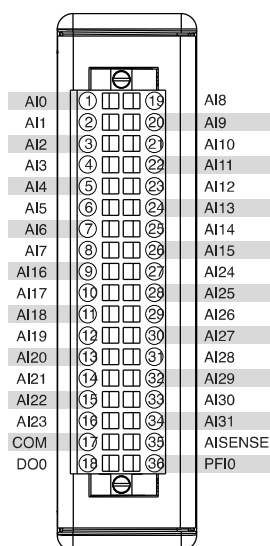 AI0 1 19 AI8
AI1 2 20 AI9
AI2 3 21 AI10
AI3 4 22 AI11
AI4 5 23 AI12
AI5 6 24 AI13
AI6 7 25 AI14
AI7 8 26 AI15
AI16 9 27 AI24
AI17 10 28 AI25
AI18 11 29 AI26
AI19 12 30 AI27
AI20 13 31 AI28
AI21 14 32 AI29
AI22 15 33 AI30
AI23 16 34 AI31
COM 17 35 AISENSE
DO0 18 36 PFI0